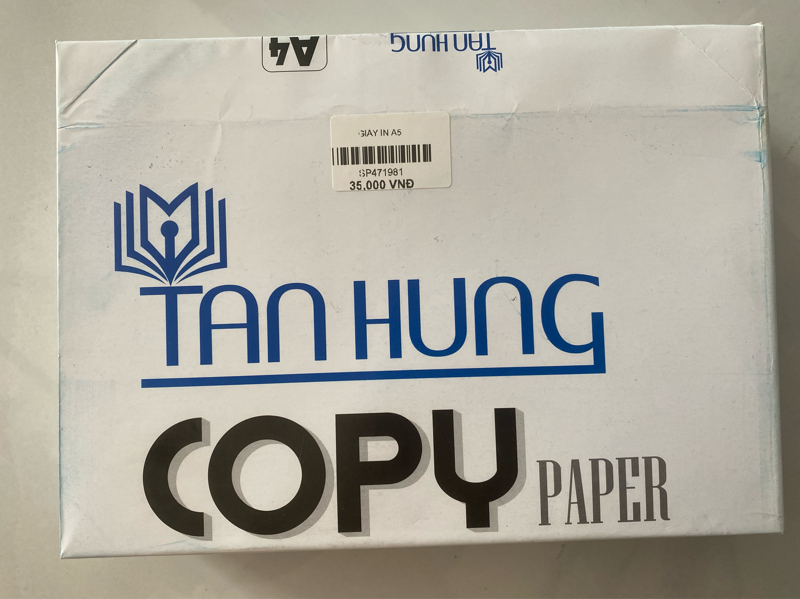 A4
TAN HUNG
GIAY IN A5
SP471981
35,000 VNĐ
TAN HUNG
COPY PAPER